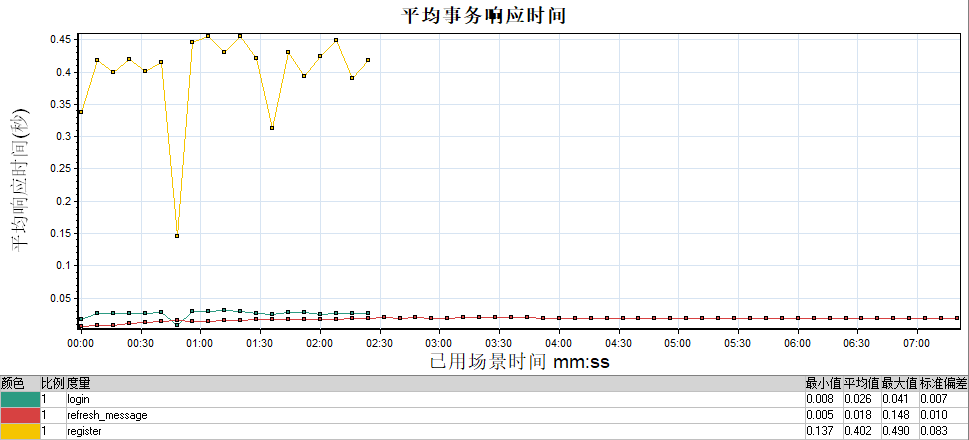 平均事务响应时间
平均响应时间(秒)
0.45
0.4
0.35
0.3
0.25
0.2
0.15
0.1
0.05
00:00 00:30 01:00 01:30 02:00 02:30 03:00 03:30 04:00 04:30 05:00 05:30 06:00 06:30 07:00
已用场景时间 mm:ss
颜色 比例 度量 最小值 平均值 最大值 标准偏差
1 login 0.008 0.026 0.041 0.007
1 refresh_message 0.005 0.018 0.148 0.010
1 register 0.137 0.402 0.490 0.083